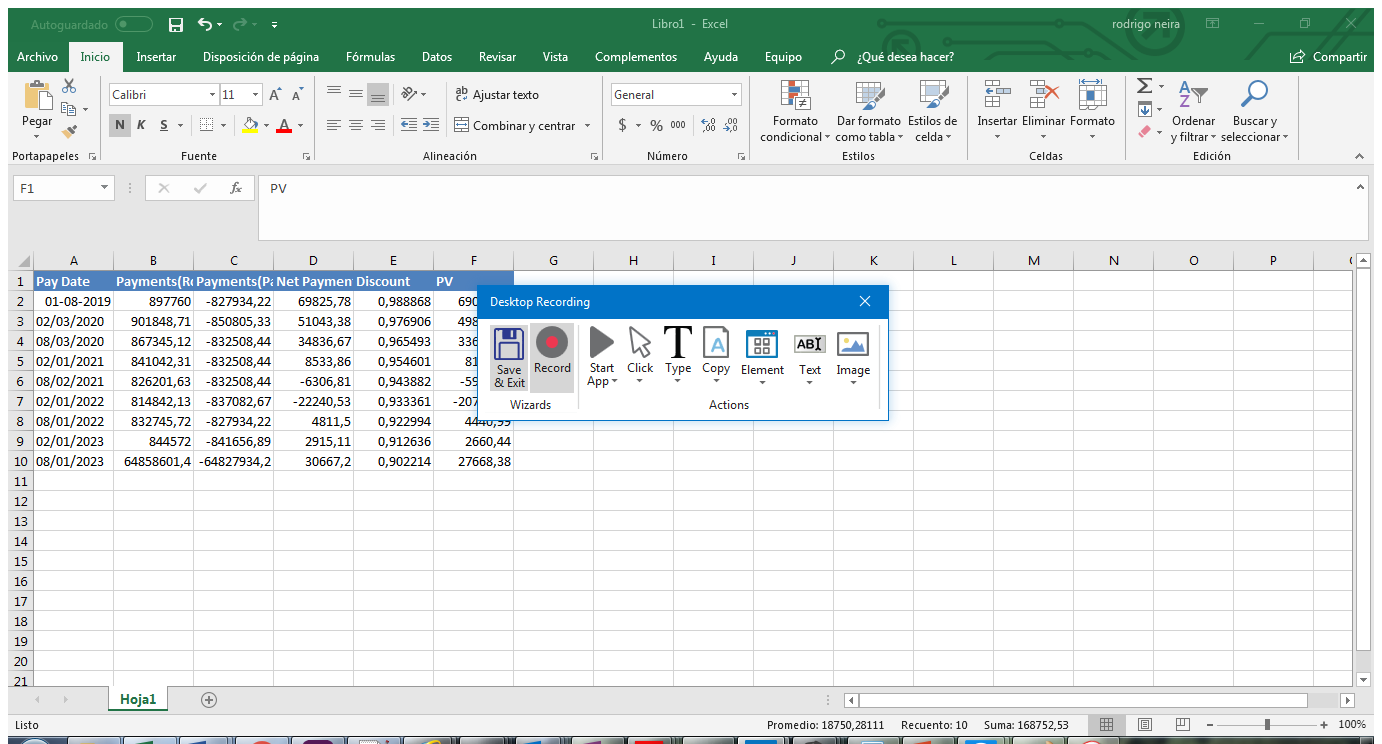 Autoguardado
Libro1 - Excel
rodrigo neira
Archivo Inicio Insertar Disposición de página Fórmulas Datos Revisar Vista Complementos Ayuda Equipo ¿Qué desea hacer? Compartir
Pegar
Calibri 11 A A
N K S A
ab Ajustar texto
Combinar y centrar
General
$ % 000
Formato condicional
Dar formato como tabla
Estilos de celda
Insertar Eliminar Formato
Ordenar y filtrar
Buscar y seleccionar
Portapapeles Fuente Alineación Número Estilos Celdas Edición
F1 fx PV
A B C D E F G H I J K L M N O P
1 Pay Date Payments(R Payments(P Net Paymen Discount PV
2 01-08-2019 897760 -827934,22 69825,78 0,988868 690
3 02/03/2020 901848,71 -850805,33 51043,38 0,976906 498
4 08/03/2020 867345,12 -832508,44 34836,67 0,965493 336
5 02/01/2021 841042,31 -832508,44 8533,86 0,954601 81
6 08/02/2021 826201,63 -832508,44 -6306,81 0,943882 -59
7 02/01/2022 814842,13 -837082,67 -22240,53 0,933361 -207
8 08/01/2022 832745,72 -827934,22 4811,5 0,922994 4440,99
9 02/01/2023 844572 -841656,89 2915,11 0,912636 2660,44
10 08/01/2023 64858601,4 -64827934,2 30667,2 0,902214 27668,38
11
12
13
14
15
16
17
18
19
20
21
Desktop Recording
Save & Exit
Record
Start App
Click
Type
Copy
Element
Text
Image
Wizards Actions
Hoja1
Listo
Promedio: 18750,28111 Recuento: 10 Suma: 168752,53
100%